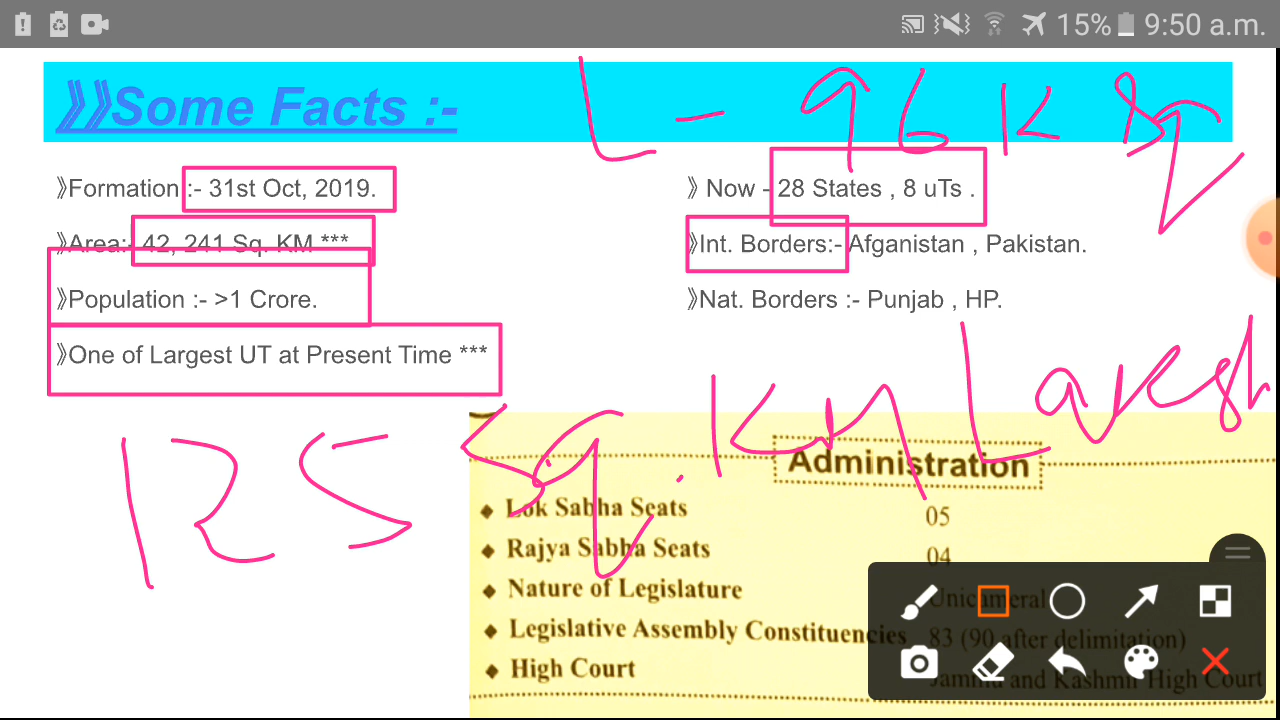 15% 9:50 a.m.
》》Some Facts :-
L - 96 K Sq
》Formation :- 31st Oct, 2019.
》Area:- 42, 241 Sq. KM ***
》Population :- >1 Crore.
》One of Largest UT at Present Time ***
》 Now - 28 States , 8 uTs .
》Int. Borders:- Afganistan , Pakistan.
》Nat. Borders :- Punjab , HP.
125 Sq. Km Laksh
Administration
◆ Lok Sabha Seats 05
◆ Rajya Sabha Seats 04
◆ Nature of Legislature Unicameral
◆ Legislative Assembly Constituencies 83 (90 after delimitation)
◆ High Court Jammu and Kashmir High Court